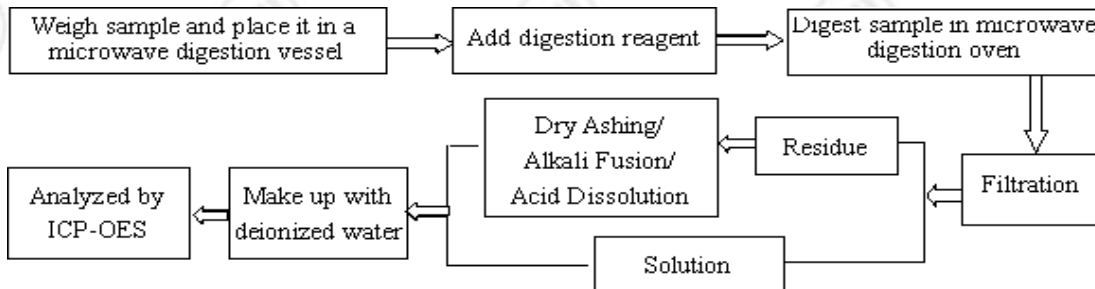 Weigh sample and place it in a
microwave digestion vessel
Add digestion reagent
Digest sample in microwave
digestion oven
Filtration
Residue
Dry Ashing/
Alkali Fusion/
Acid Dissolution
Solution
Make up with
deionized water
Analyzed by
ICP-OES